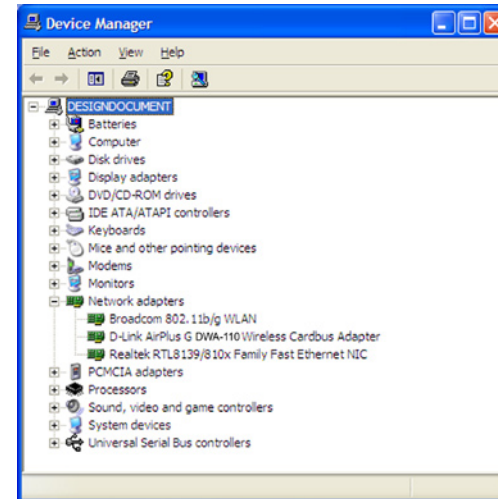 Device Manager
File Action View Help
DESIGNDOCUMENT
Batteries
Computer
Disk drives
Display adapters
DVD/CD-ROM drives
IDE ATA/ATAPI controllers
Keyboards
Mice and other pointing devices
Modems
Monitors
Network adapters
Broadcom 802.11b/g WLAN
D-Link AirPlus G DWA-110 Wireless Cardbus Adapter
Realtek RTL8139/810x Family Fast Ethernet NIC
PCMCIA adapters
Processors
Sound, video and game controllers
System devices
Universal Serial Bus controllers